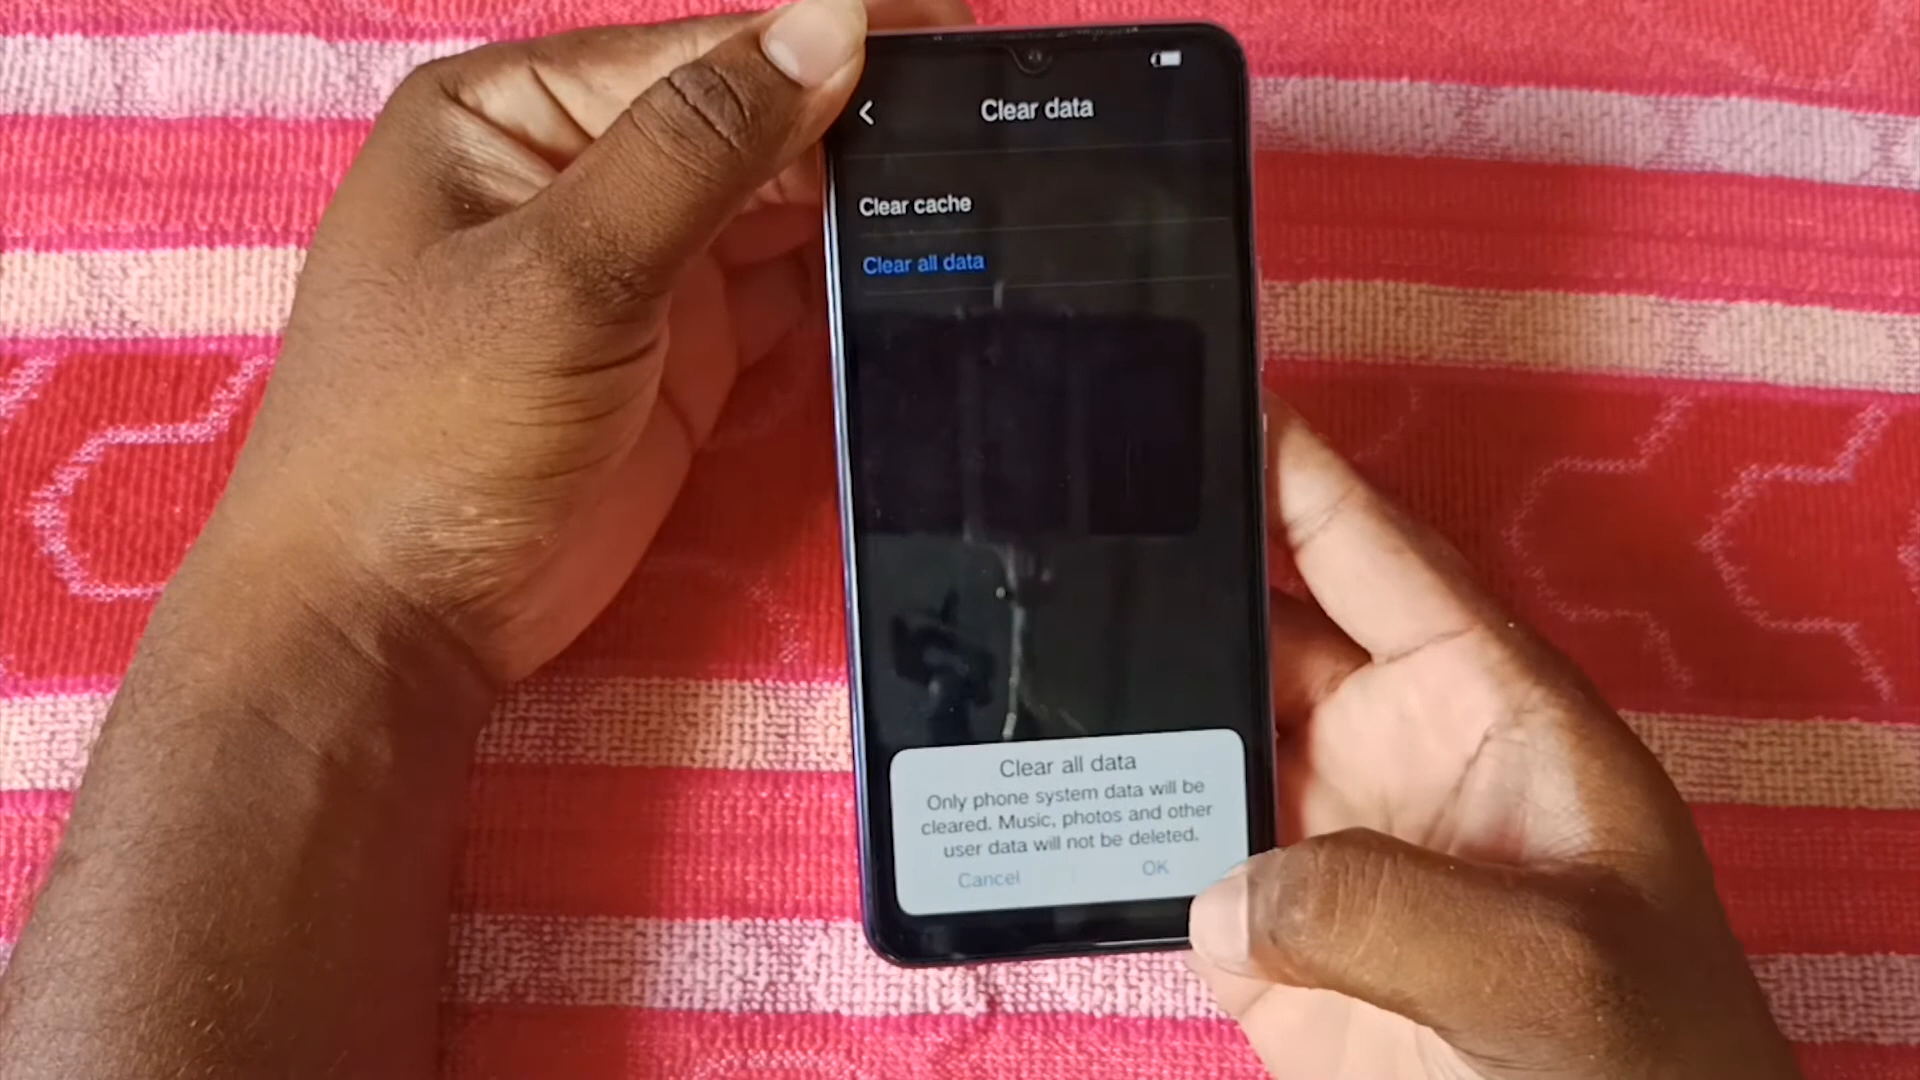 Clear data
Clear cache
Clear all data
Clear all data
Only phone system data will be
cleared. Music, photos and other
user data will not be deleted.
Cancel
OK